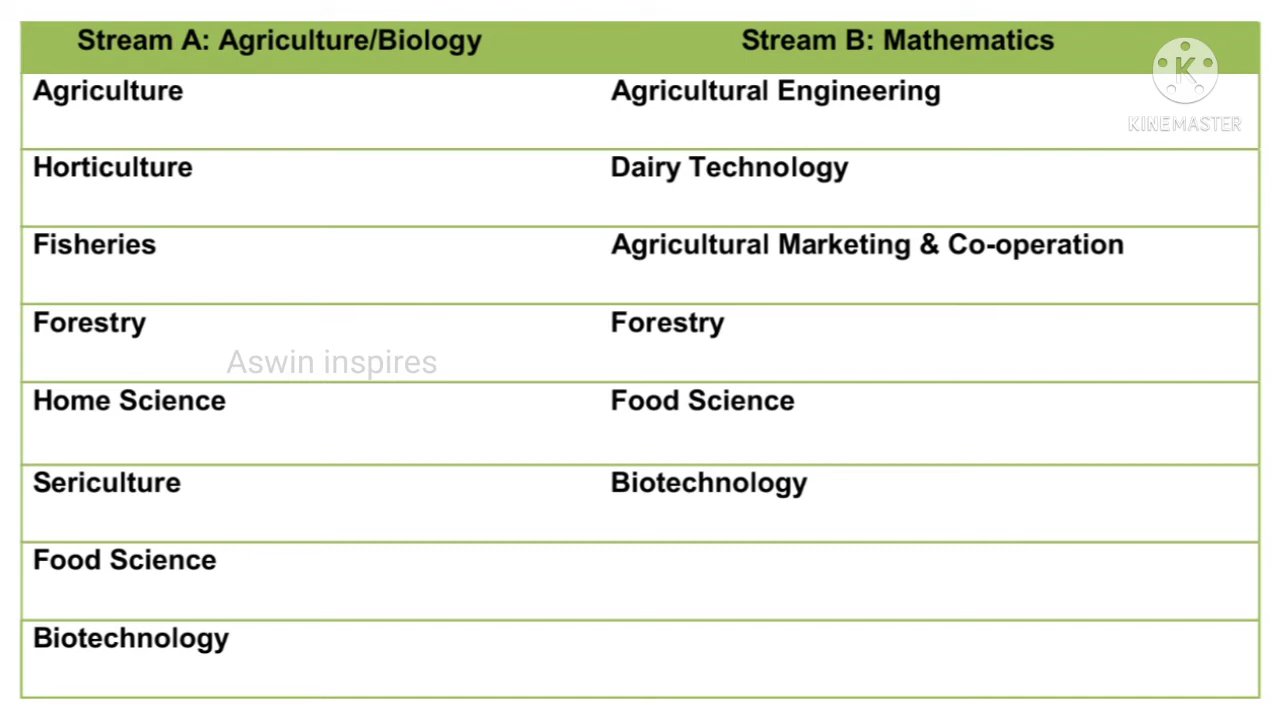 Stream A: Agriculture/Biology Stream B: Mathematics
K
KINEMASTER
Agriculture Agricultural Engineering
Horticulture Dairy Technology
Fisheries Agricultural Marketing & Co-operation
Forestry Forestry
Aswin inspires
Home Science Food Science
Sericulture Biotechnology
Food Science
Biotechnology